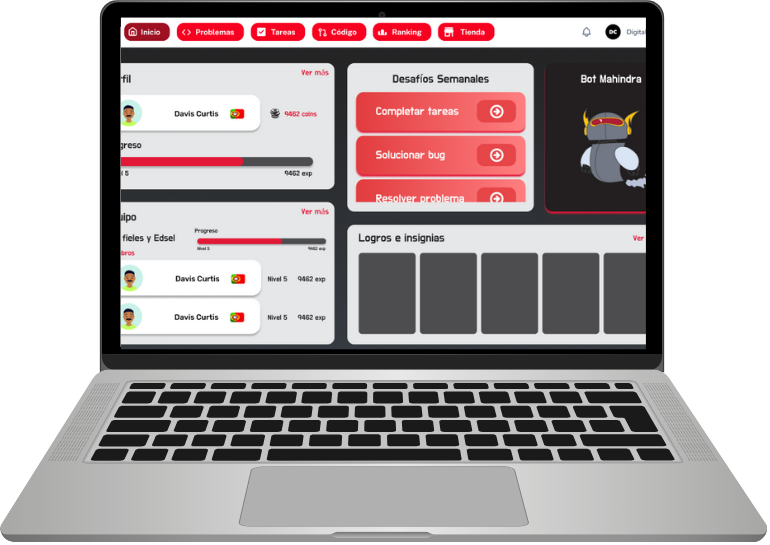 Inicio
Problemas
Tareas
Código
Ranking
Tienda
DC
Digital
rfil
Ver más
Davis Curtis
9462 coins
greso
el 5
9462 exp
Desafíos Semanales
Completar tareas
Solucionar bug
Resolver problema
Bot Mahindra
uipo
Ver más
fieles y Edsel
Progreso
Nivel 5
9462 exp
bros
Davis Curtis
Nivel 5
9462 exp
Davis Curtis
Nivel 5
9462 exp
Logros e insignias
Ver